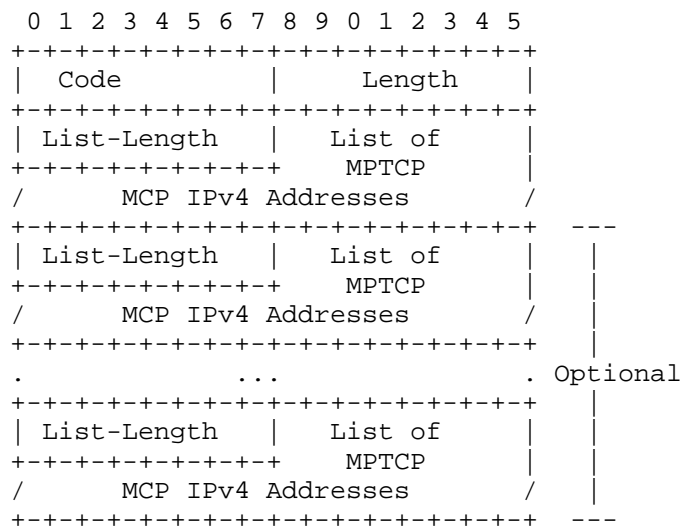 0 1 2 3 4 5 6 7 8 9 0 1 2 3 4 5
+-+-+-+-+-+-+-+-+-+-+-+-+-+-+-+-+
|   Code        |     Length    |
+-+-+-+-+-+-+-+-+-+-+-+-+-+-+-+-+
| List-Length   |   List of     |
+-+-+-+-+-+-+-+-+    MPTCP      |
/      MCP IPv4 Addresses       /
+-+-+-+-+-+-+-+-+-+-+-+-+-+-+-+-+  ---
| List-Length   |   List of     |   |
+-+-+-+-+-+-+-+-+    MPTCP      |   |
/      MCP IPv4 Addresses       /   |
+-+-+-+-+-+-+-+-+-+-+-+-+-+-+-+-+   |
.             ...               . Optional
+-+-+-+-+-+-+-+-+-+-+-+-+-+-+-+-+   |
| List-Length   |   List of     |   |
+-+-+-+-+-+-+-+-+    MPTCP      |   |
/      MCP IPv4 Addresses       /   |
+-+-+-+-+-+-+-+-+-+-+-+-+-+-+-+-+  ---